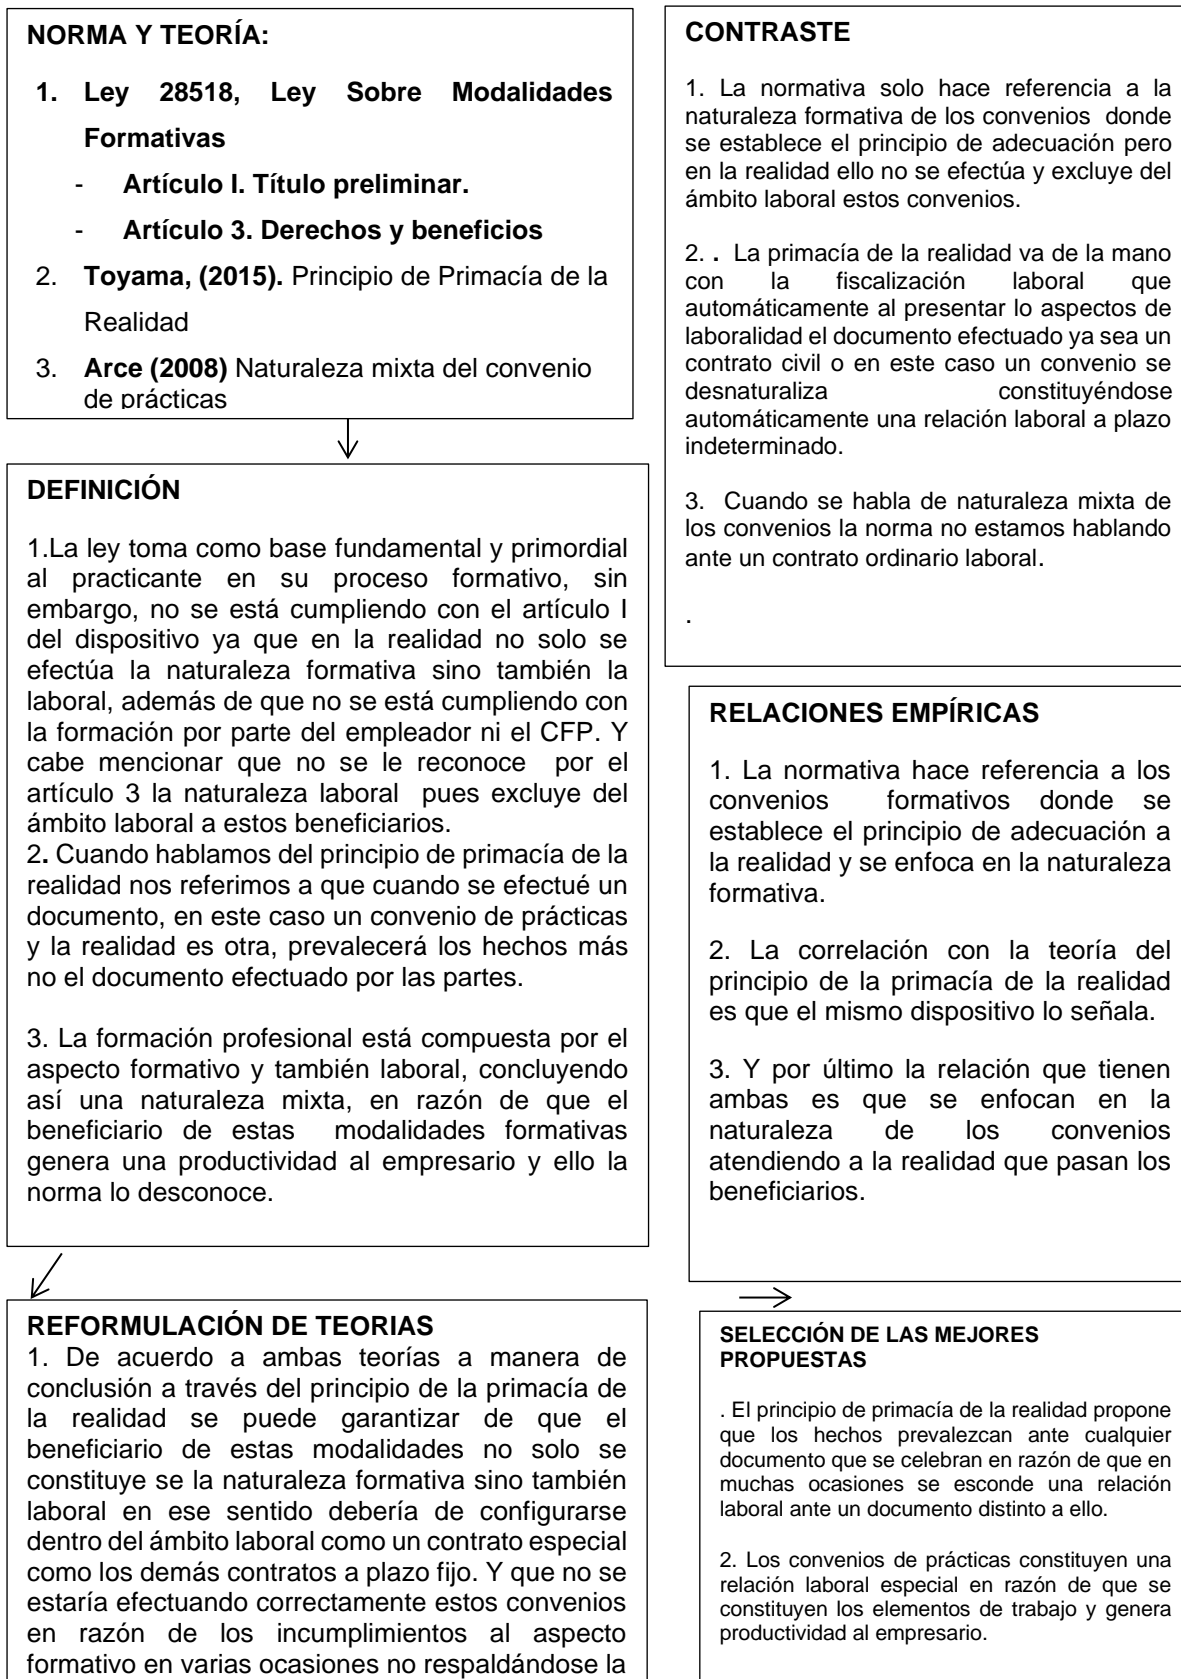 NORMA Y TEORÍA:
1. Ley 28518, Ley Sobre Modalidades
Formativas
- Artículo I. Título preliminar.
- Artículo 3. Derechos y beneficios
2. Toyama, (2015). Principio de Primacía de la
Realidad
3. Arce (2008) Naturaleza mixta del convenio
de prácticas
DEFINICIÓN
1.La ley toma como base fundamental y primordial
al practicante en su proceso formativo, sin
embargo, no se está cumpliendo con el artículo I
del dispositivo ya que en la realidad no solo se
efectúa la naturaleza formativa sino también la
laboral, además de que no se está cumpliendo con
la formación por parte del empleador ni el CFP. Y
cabe mencionar que no se le reconoce por el
artículo 3 la naturaleza laboral pues excluye del
ámbito laboral a estos beneficiarios.
2. Cuando hablamos del principio de primacía de la
realidad nos referimos a que cuando se efectué un
documento, en este caso un convenio de prácticas
y la realidad es otra, prevalecerá los hechos más
no el documento efectuado por las partes.
3. La formación profesional está compuesta por el
aspecto formativo y también laboral, concluyendo
así una naturaleza mixta, en razón de que el
beneficiario de estas modalidades formativas
genera una productividad al empresario y ello la
norma lo desconoce.
REFORMULACIÓN DE TEORIAS
1. De acuerdo a ambas teorías a manera de
conclusión a través del principio de la primacía de
la realidad se puede garantizar de que el
beneficiario de estas modalidades no solo se
constituye se la naturaleza formativa sino también
laboral en ese sentido debería de configurarse
dentro del ámbito laboral como un contrato especial
como los demás contratos a plazo fijo. Y que no se
estaría efectuando correctamente estos convenios
en razón de los incumplimientos al aspecto
formativo en varias ocasiones no respaldándose la
CONTRASTE
1. La normativa solo hace referencia a la
naturaleza formativa de los convenios donde
se establece el principio de adecuación pero
en la realidad ello no se efectúa y excluye del
ámbito laboral estos convenios.
2. . La primacía de la realidad va de la mano
con la fiscalización laboral que
automáticamente al presentar lo aspectos de
laboralidad el documento efectuado ya sea un
contrato civil o en este caso un convenio se
desnaturaliza constituyéndose
automáticamente una relación laboral a plazo
indeterminado.
3. Cuando se habla de naturaleza mixta de
los convenios la norma no estamos hablando
ante un contrato ordinario laboral.
.
RELACIONES EMPÍRICAS
1. La normativa hace referencia a los
convenios formativos donde se
establece el principio de adecuación a
la realidad y se enfoca en la naturaleza
formativa.
2. La correlación con la teoría del
principio de la primacía de la realidad
es que el mismo dispositivo lo señala.
3. Y por último la relación que tienen
ambas es que se enfocan en la
naturaleza de los convenios
atendiendo a la realidad que pasan los
beneficiarios.
SELECCIÓN DE LAS MEJORES
PROPUESTAS
. El principio de primacía de la realidad propone
que los hechos prevalezcan ante cualquier
documento que se celebran en razón de que en
muchas ocasiones se esconde una relación
laboral ante un documento distinto a ello.
2. Los convenios de prácticas constituyen una
relación laboral especial en razón de que se
constituyen los elementos de trabajo y genera
productividad al empresario.